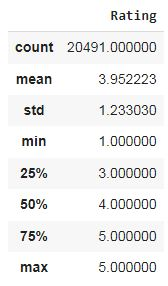 Rating
count 20491.000000
mean 3.952223
std 1.233030
min 1.000000
25% 3.000000
50% 4.000000
75% 5.000000
max 5.000000